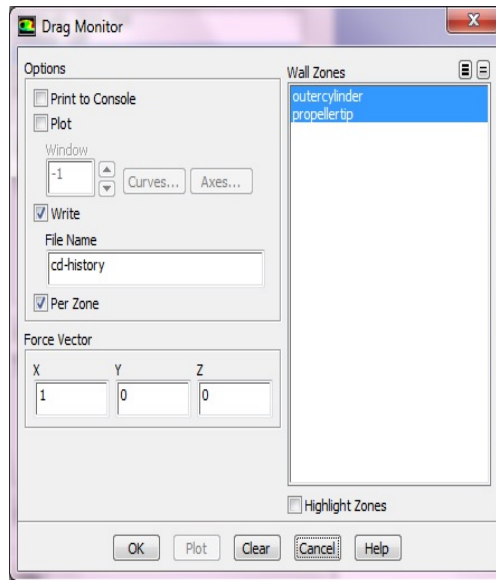 Drag Monitor
Options
Print to Console
Plot
Window
-1
Curves...
Axes...
Write
File Name
cd-history
Per Zone
Force Vector
X Y Z
1 0 0
Wall Zones
outercylinder
propellertip
Highlight Zones
OK Plot Clear Cancel Help